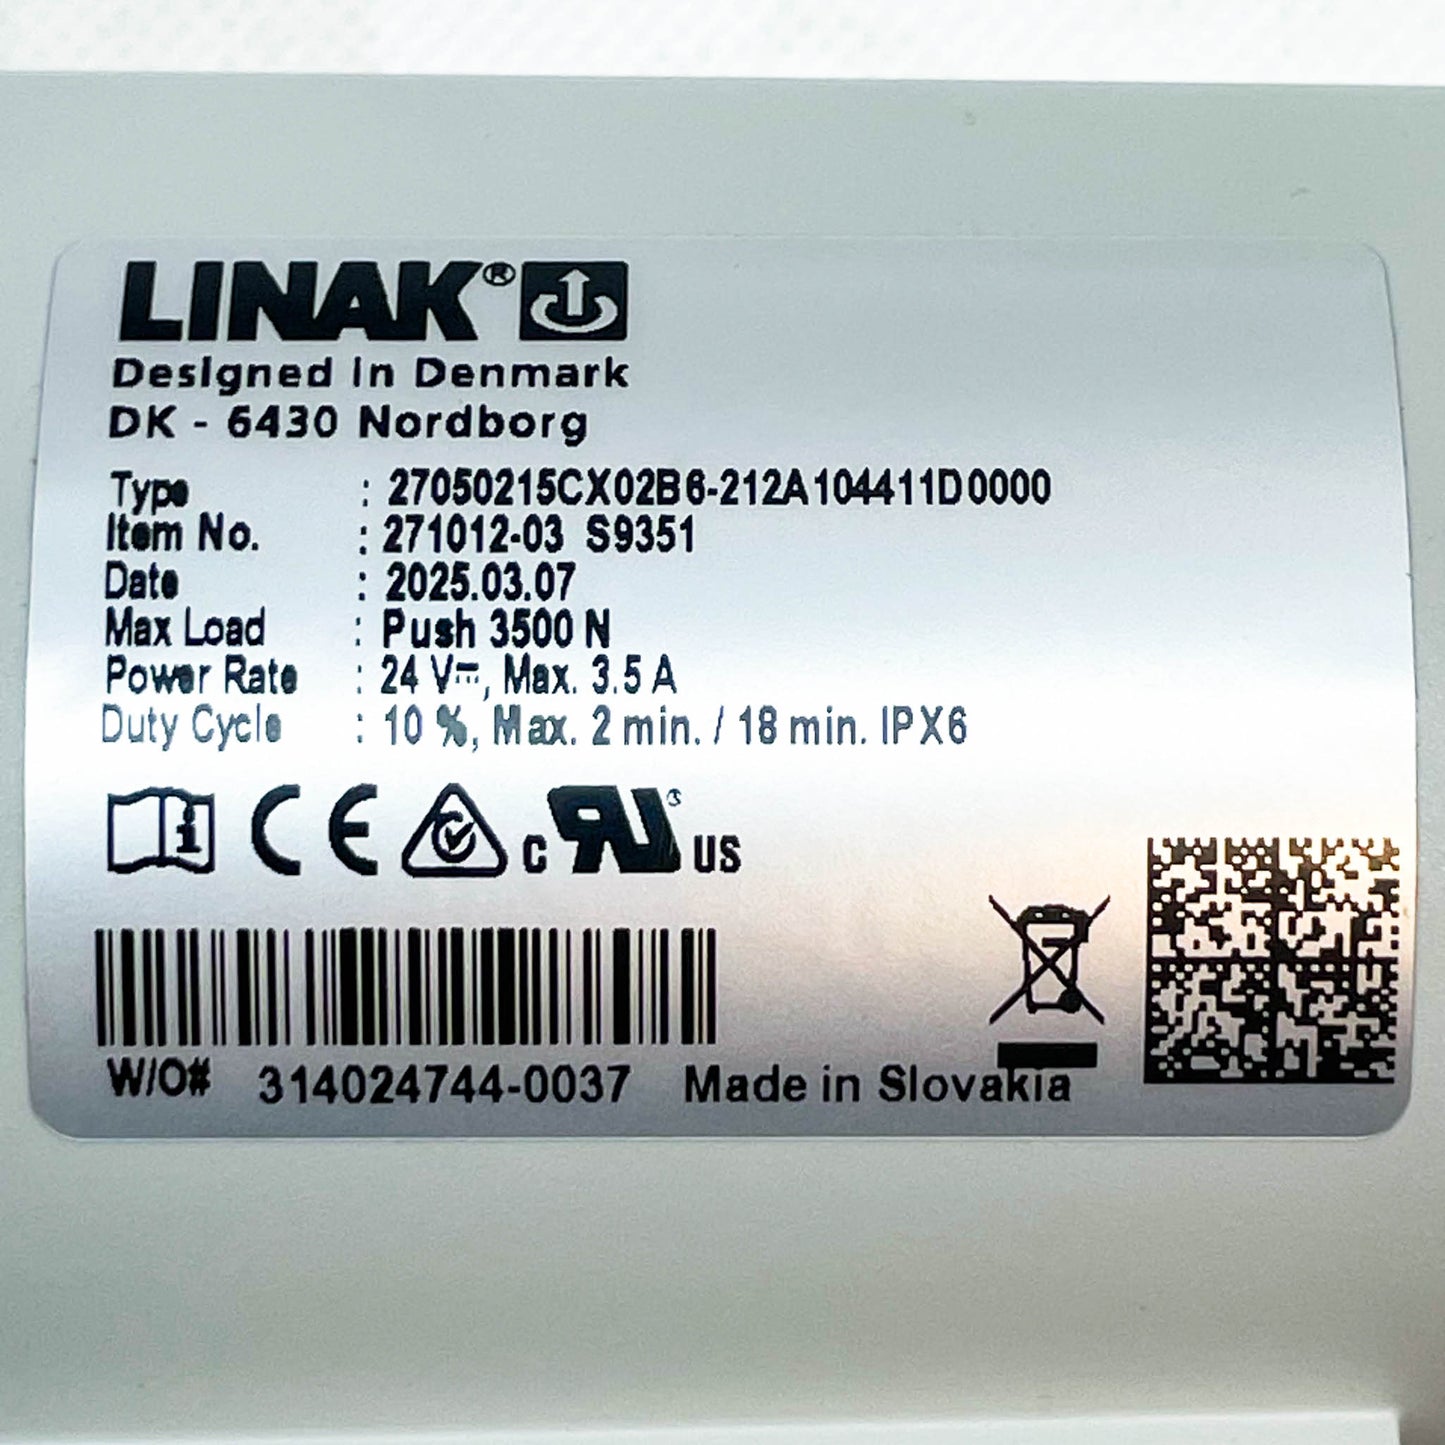 LINAK®
Designed in Denmark
DK - 6430 Nordborg
Type : 27050215CX02B6-212A104411D0000
Item No. : 271012-03 S9351
Date : 2025.03.07
Max Load : Push 3500 N
Power Rate : 24 V⎓, Max. 3.5 A
Duty Cycle : 10 %, Max. 2 min. / 18 min. IPX6
i CE c RU US
W/O# 314024744-0037 Made in Slovakia